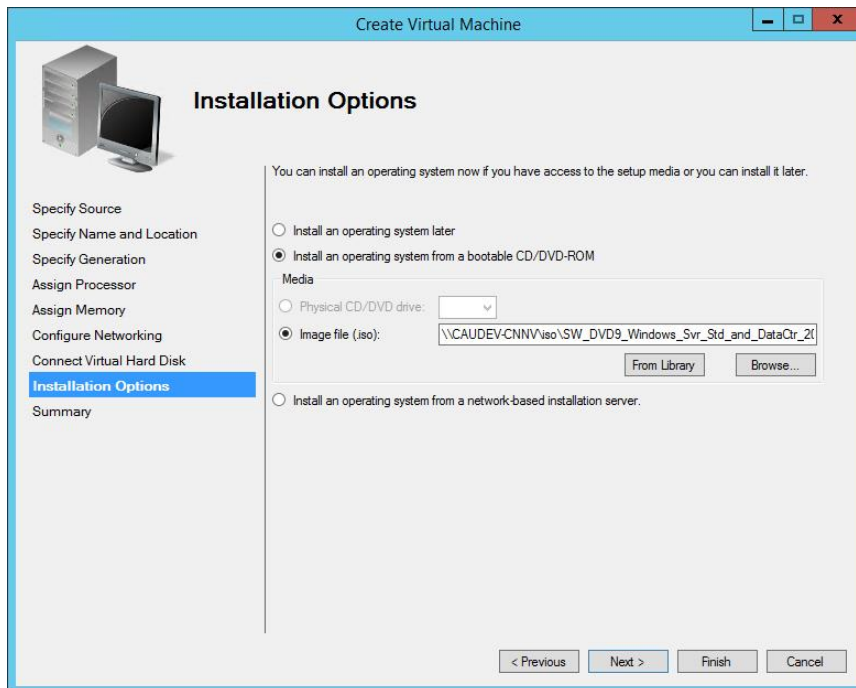 Create Virtual Machine
Installation Options
You can install an operating system now if you have access to the setup media or you can install it later.
Specify Source
Specify Name and Location
Specify Generation
Assign Processor
Assign Memory
Configure Networking
Connect Virtual Hard Disk
Installation Options
Summary
Install an operating system later
Install an operating system from a bootable CD/DVD-ROM
Media
Physical CD/DVD drive:
Image file (.iso): \\CAUDEV-CNNV\iso\SW_DVD9_Windows_Svr_Std_and_DataCtr_20
From Library Browse...
Install an operating system from a network-based installation server.
< Previous Next > Finish Cancel